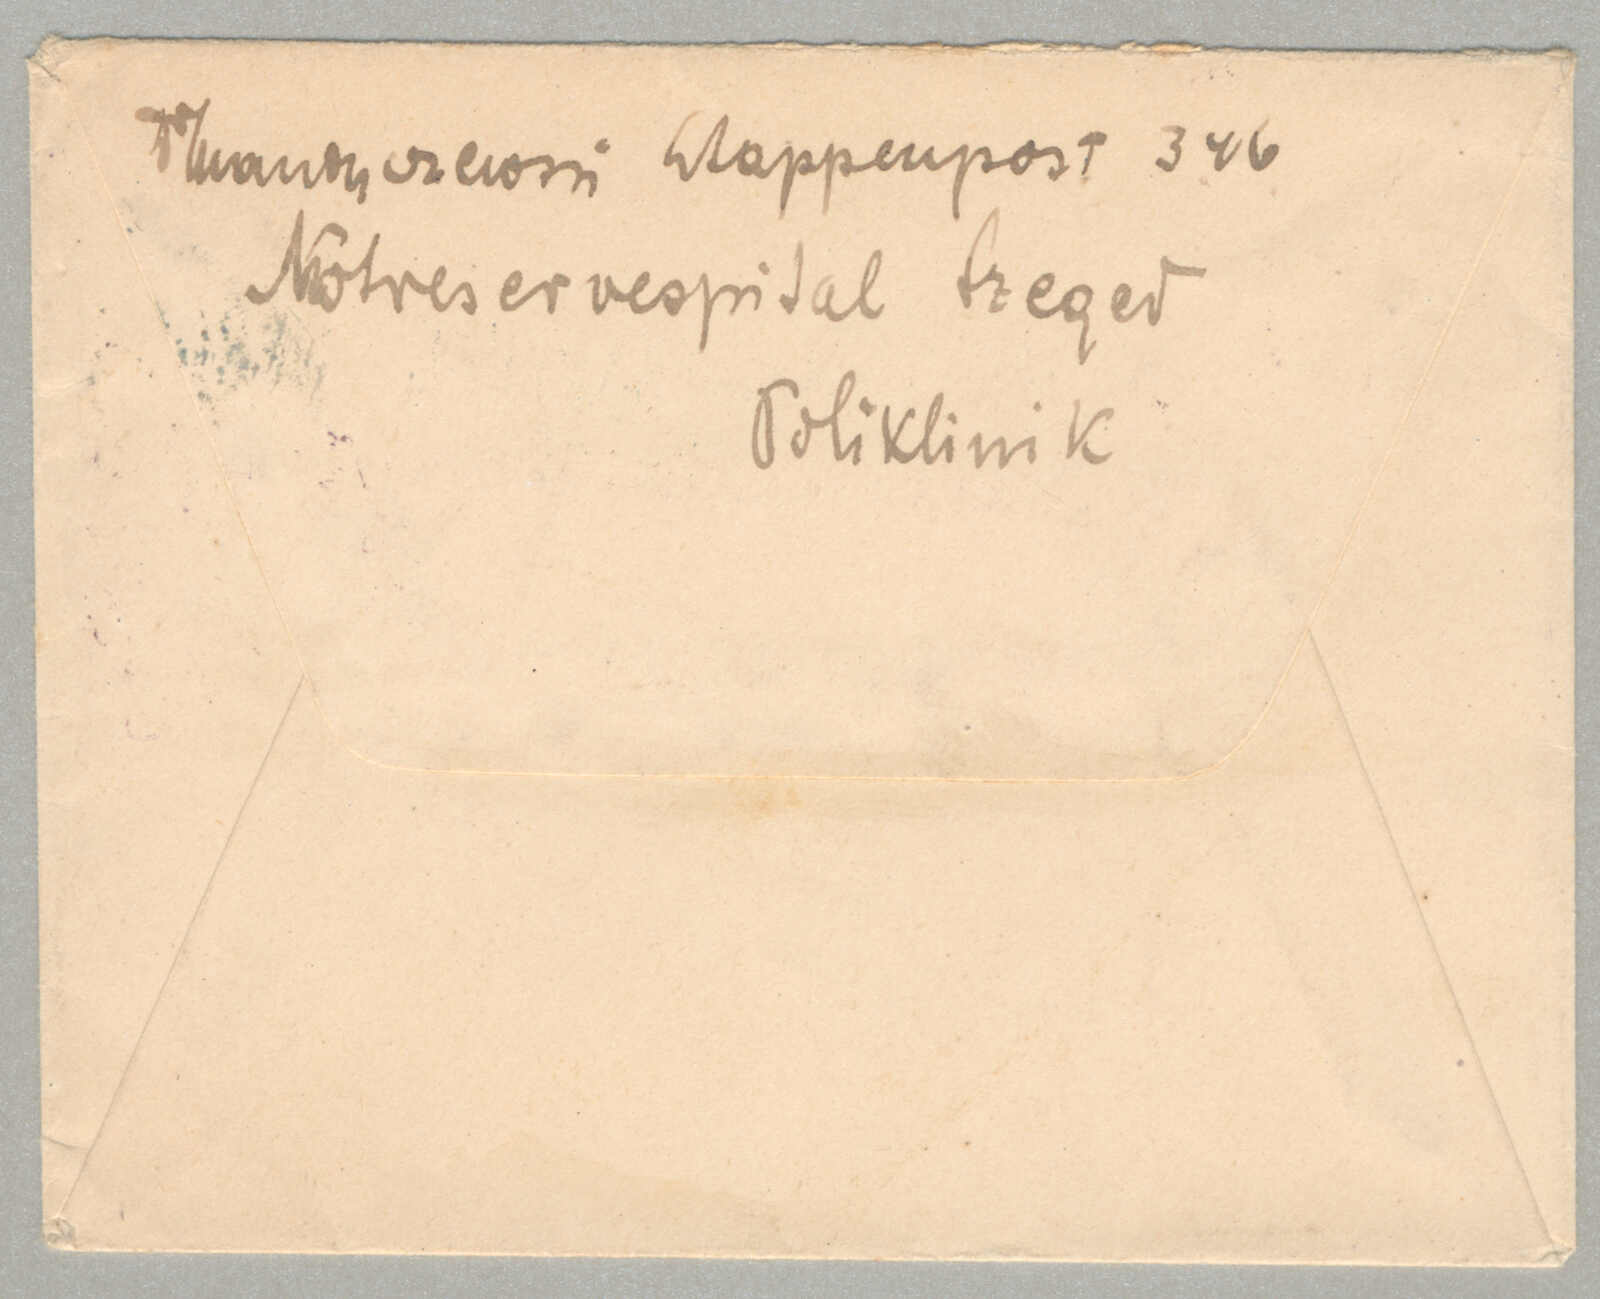 Etappenpost 346
Notreservespital Szeged
Poliklinik